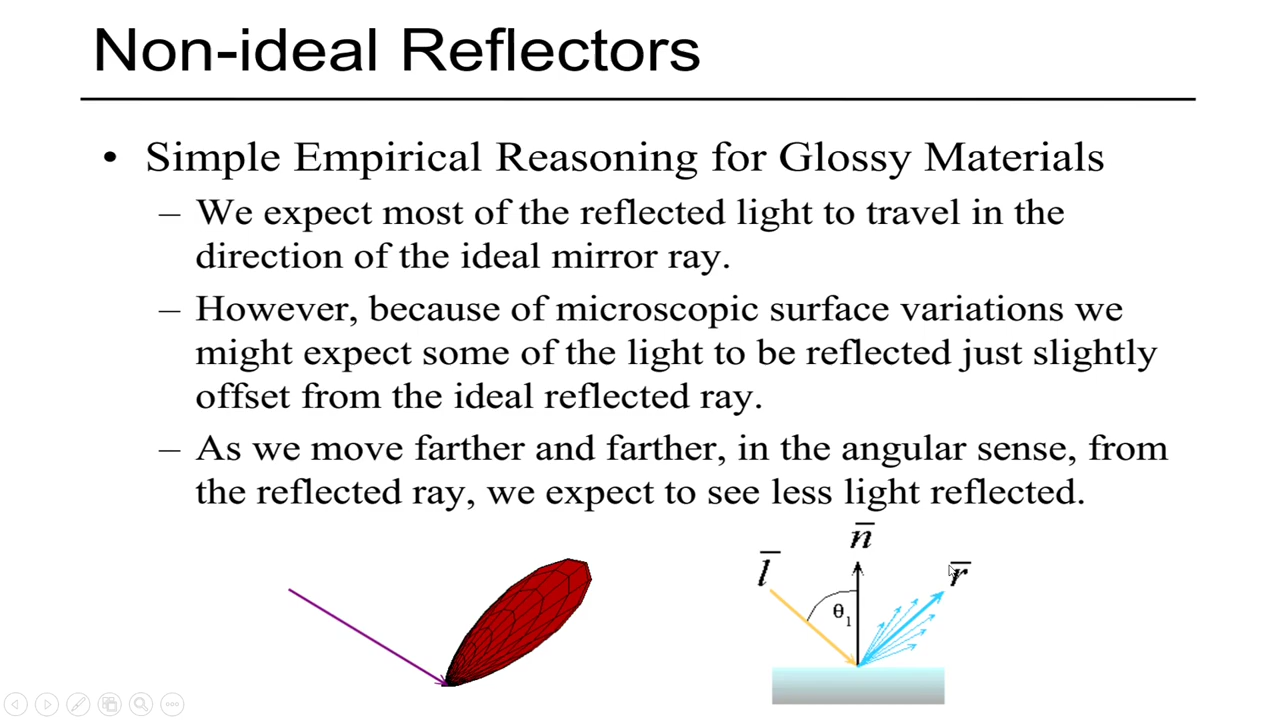 Non-ideal Reflectors
• Simple Empirical Reasoning for Glossy Materials
– We expect most of the reflected light to travel in the
direction of the ideal mirror ray.
– However, because of microscopic surface variations we
might expect some of the light to be reflected just slightly
offset from the ideal reflected ray.
– As we move farther and farther, in the angular sense, from
the reflected ray, we expect to see less light reflected.
n̅
l̅
r̅
θ₁